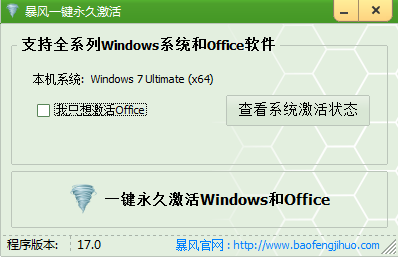 暴风一键永久激活
支持全系列Windows系统和Office软件
本机系统: Windows 7 Ultimate (x64)
我只想激活Office
查看系统激活状态
一键永久激活Windows和Office
程序版本: 17.0 暴风官网 : http://www.baofengjihuo.com